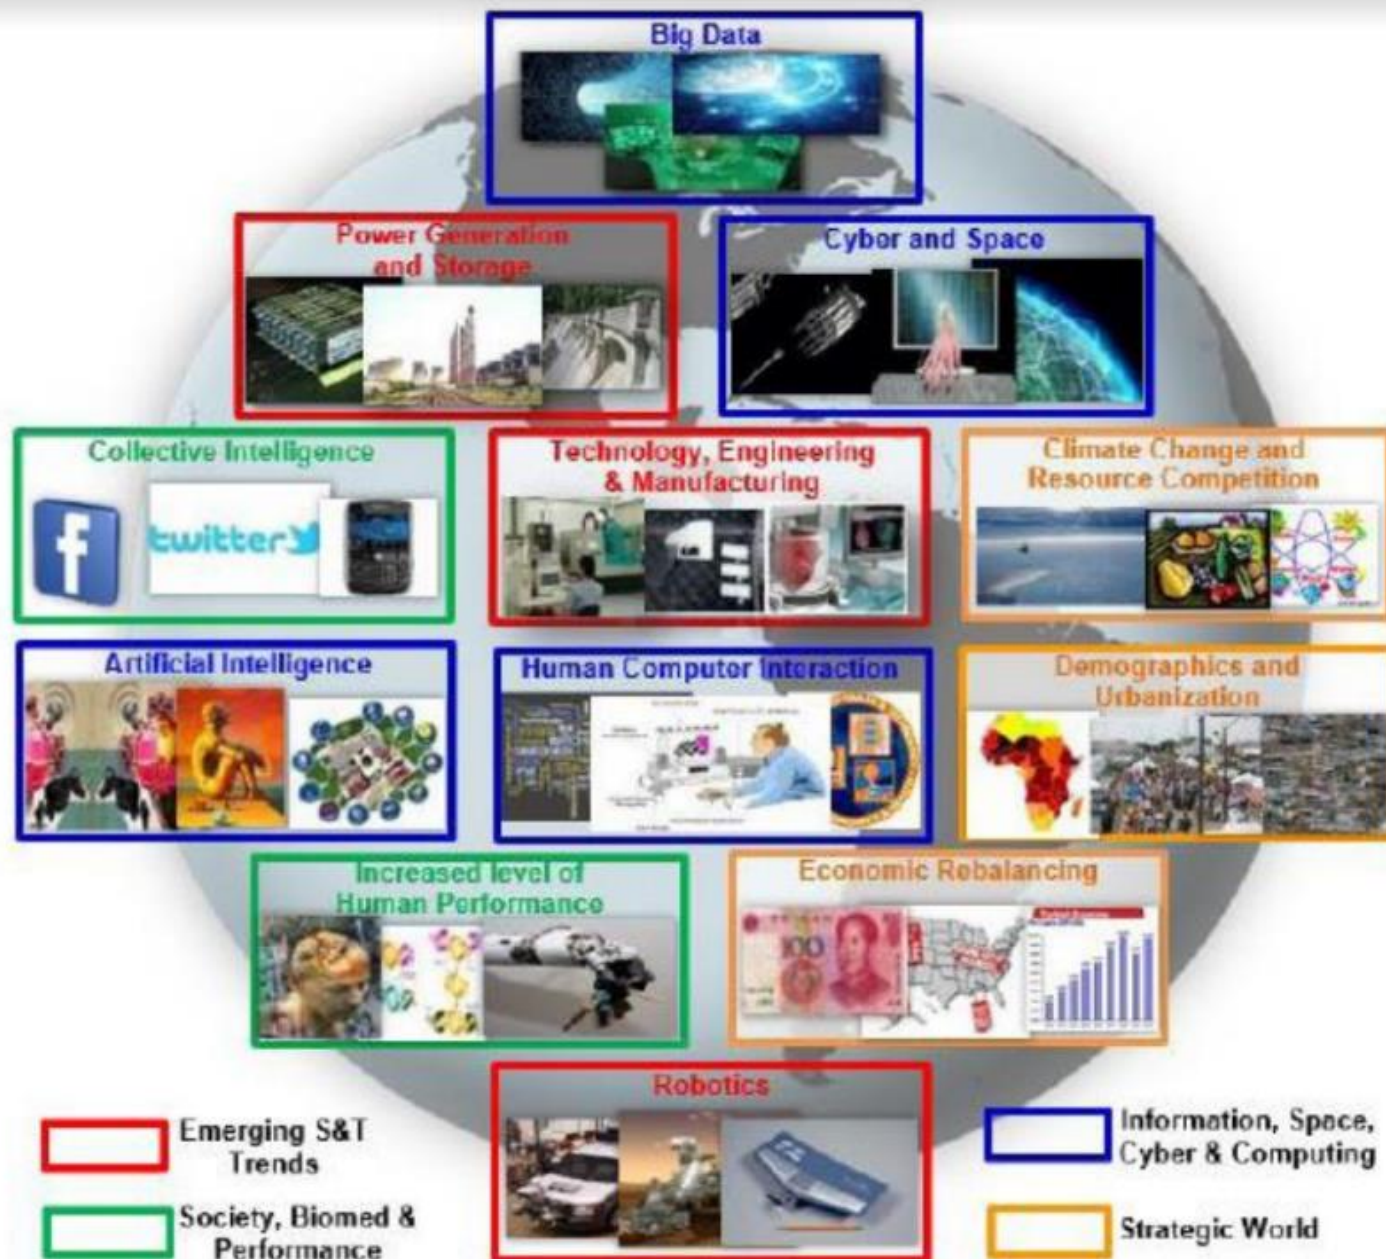 Big Data
Power Generation
and Storage
Cyber and Space
Collective Intelligence
f
twitter
Technology, Engineering
& Manufacturing
Climate Change and
Resource Competition
Artificial Intelligence
Human Computer Interaction
Demographics and
Urbanization
Increased level of
Human Performance
Economic Rebalancing
100
Robotics
Emerging S&T
Trends
Society, Biomed &
Performance
Information, Space,
Cyber & Computing
Strategic World